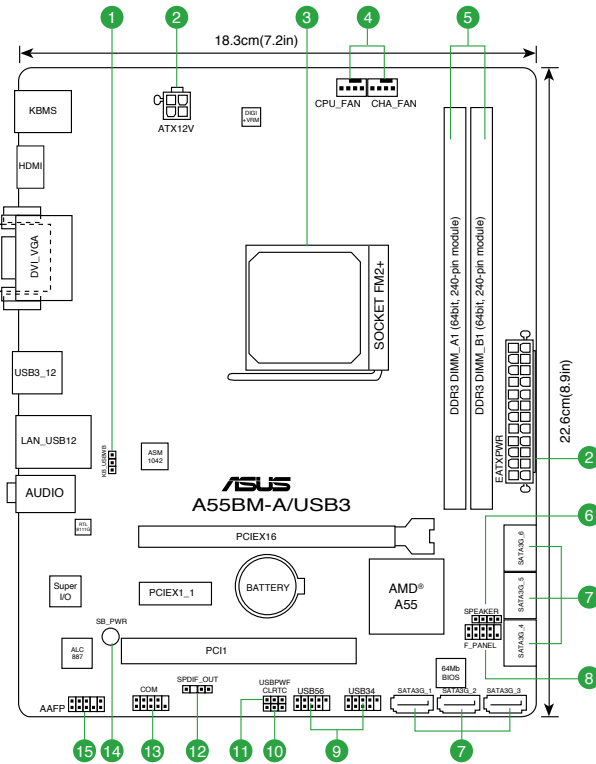 1
2
3
4
5
18.3cm(7.2in)
KBMS
ATX12V
DIGI
+VRM
CPU_FAN
CHA_FAN
HDMI
DVI_VGA
SOCKET FM2+
DDR3 DIMM_A1 (64bit, 240-pin module)
DDR3 DIMM_B1 (64bit, 240-pin module)
22.6cm(8.9in)
USB3_12
LAN_USB12
ASM
1042
EATXPWR
2
AUDIO
ASUS
A55BM-A/USB3
6
PCIEX16
SATA3G_6
Super
I/O
PCIEX1_1
BATTERY
AMD®
A55
SATA3G_5
7
SPEAKER
F_PANEL
SATA3G_4
SB_PWR
ALC
887
PCI1
64Mb
BIOS
8
AAFP
COM
SPDIF_OUT
USBPWF
CLRTC
USB56
USB34
SATA3G_1
SATA3G_2
SATA3G_3
15
14
13
12
11
10
9
7